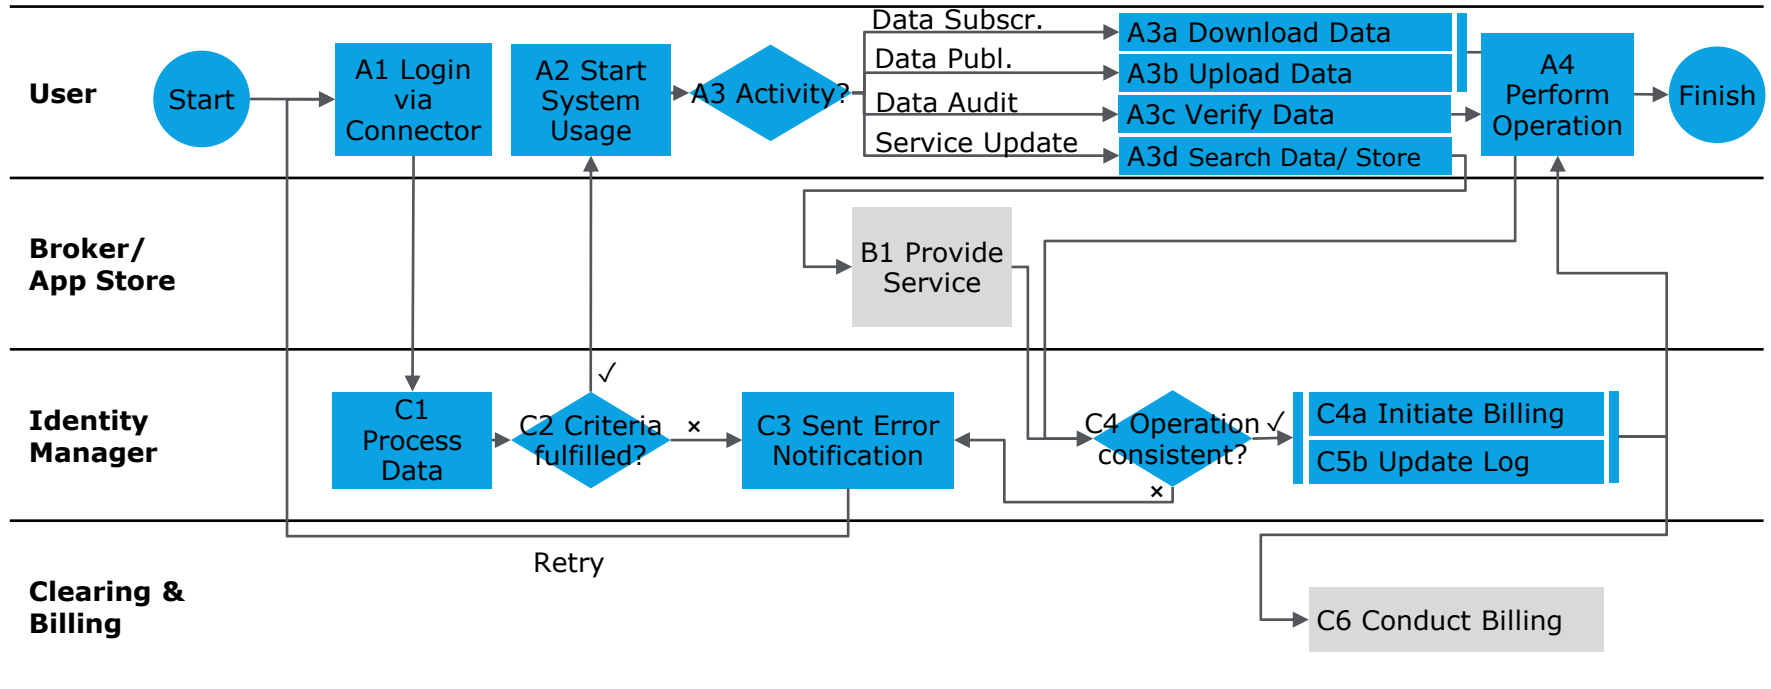 User
Start
A1 Login
via
Connector
A2 Start
System
Usage
A3 Activity?
Data Subscr.
Data Publ.
Data Audit
Service Update
A3a Download Data
A3b Upload Data
A3c Verify Data
A3d Search Data/ Store
A4
Perform
Operation
Finish
Broker/
App Store
B1 Provide
Service
Identity
Manager
C1
Process
Data
C2 Criteria
fulfilled?
✓
×
C3 Sent Error
Notification
C4 Operation
consistent?
✓
×
C4a Initiate Billing
C5b Update Log
Retry
Clearing &
Billing
C6 Conduct Billing